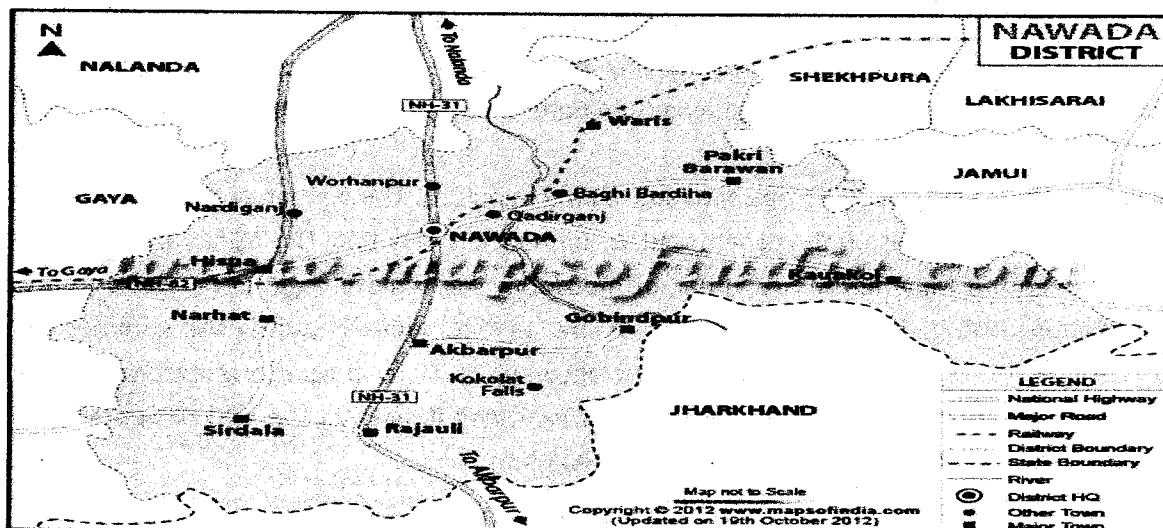 NAWADA
DISTRICT
N
NALANDA
To Nalanda
SHEKHPURA
LAKHISARAI
NH-31
Waris
Pakri
Barawan
JAMUI
Worhanpur
GAYA
Nardiganj
Baghi Bardiha
Qadirganj
NAWADA
To Gaya
Hispa
NH-82
.mapsofindia.com
Kauakol
Narhat
Gobindpur
Akbarpur
Kokolat
Falls
NH-31
JHARKHAND
Sirdala
Rajauli
To Akbarpur
LEGEND
National Highway
Major Road
Railway
District Boundary
State Boundary
River
District HQ
Other Town
Major Town
Map not to Scale
Copyright © 2012 www.mapsofindia.com
(Updated on 19th October 2012)